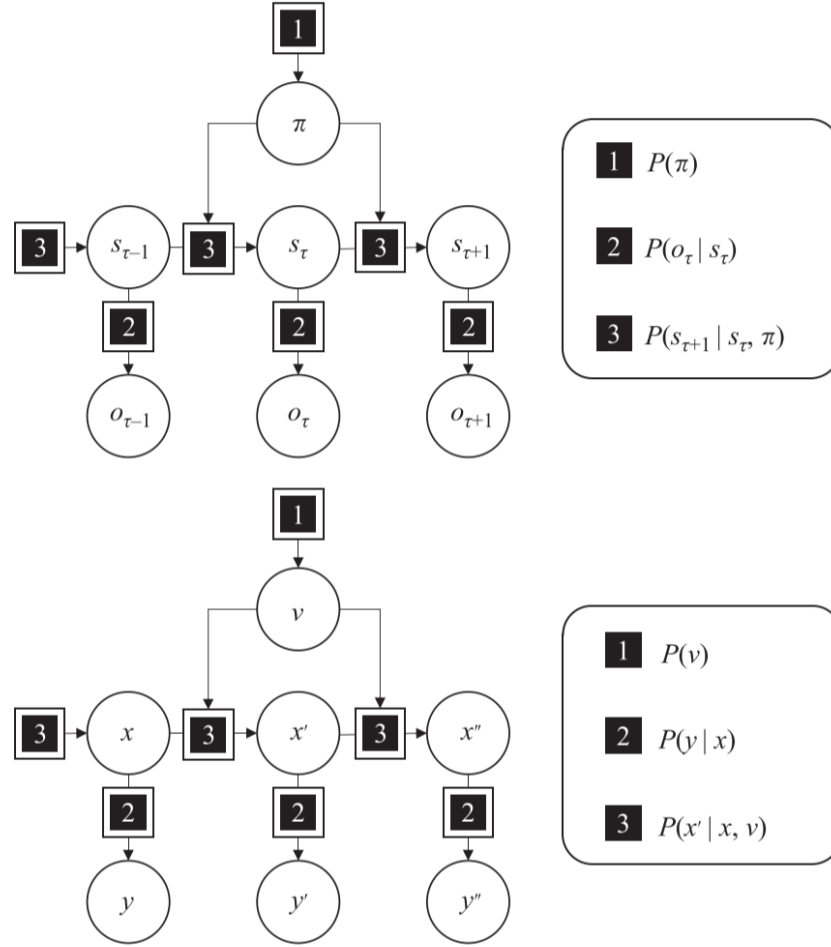 1
π
1 P(π)
3 s_{τ−1} 3 s_τ 3 s_{τ+1}
2 P(o_τ | s_τ)
2 2 2
3 P(s_{τ+1} | s_τ, π)
o_{τ−1} o_τ o_{τ+1}
1
v
1 P(v)
3 x 3 x′ 3 x″
2 P(y | x)
2 2 2
3 P(x′ | x, v)
y y′ y″